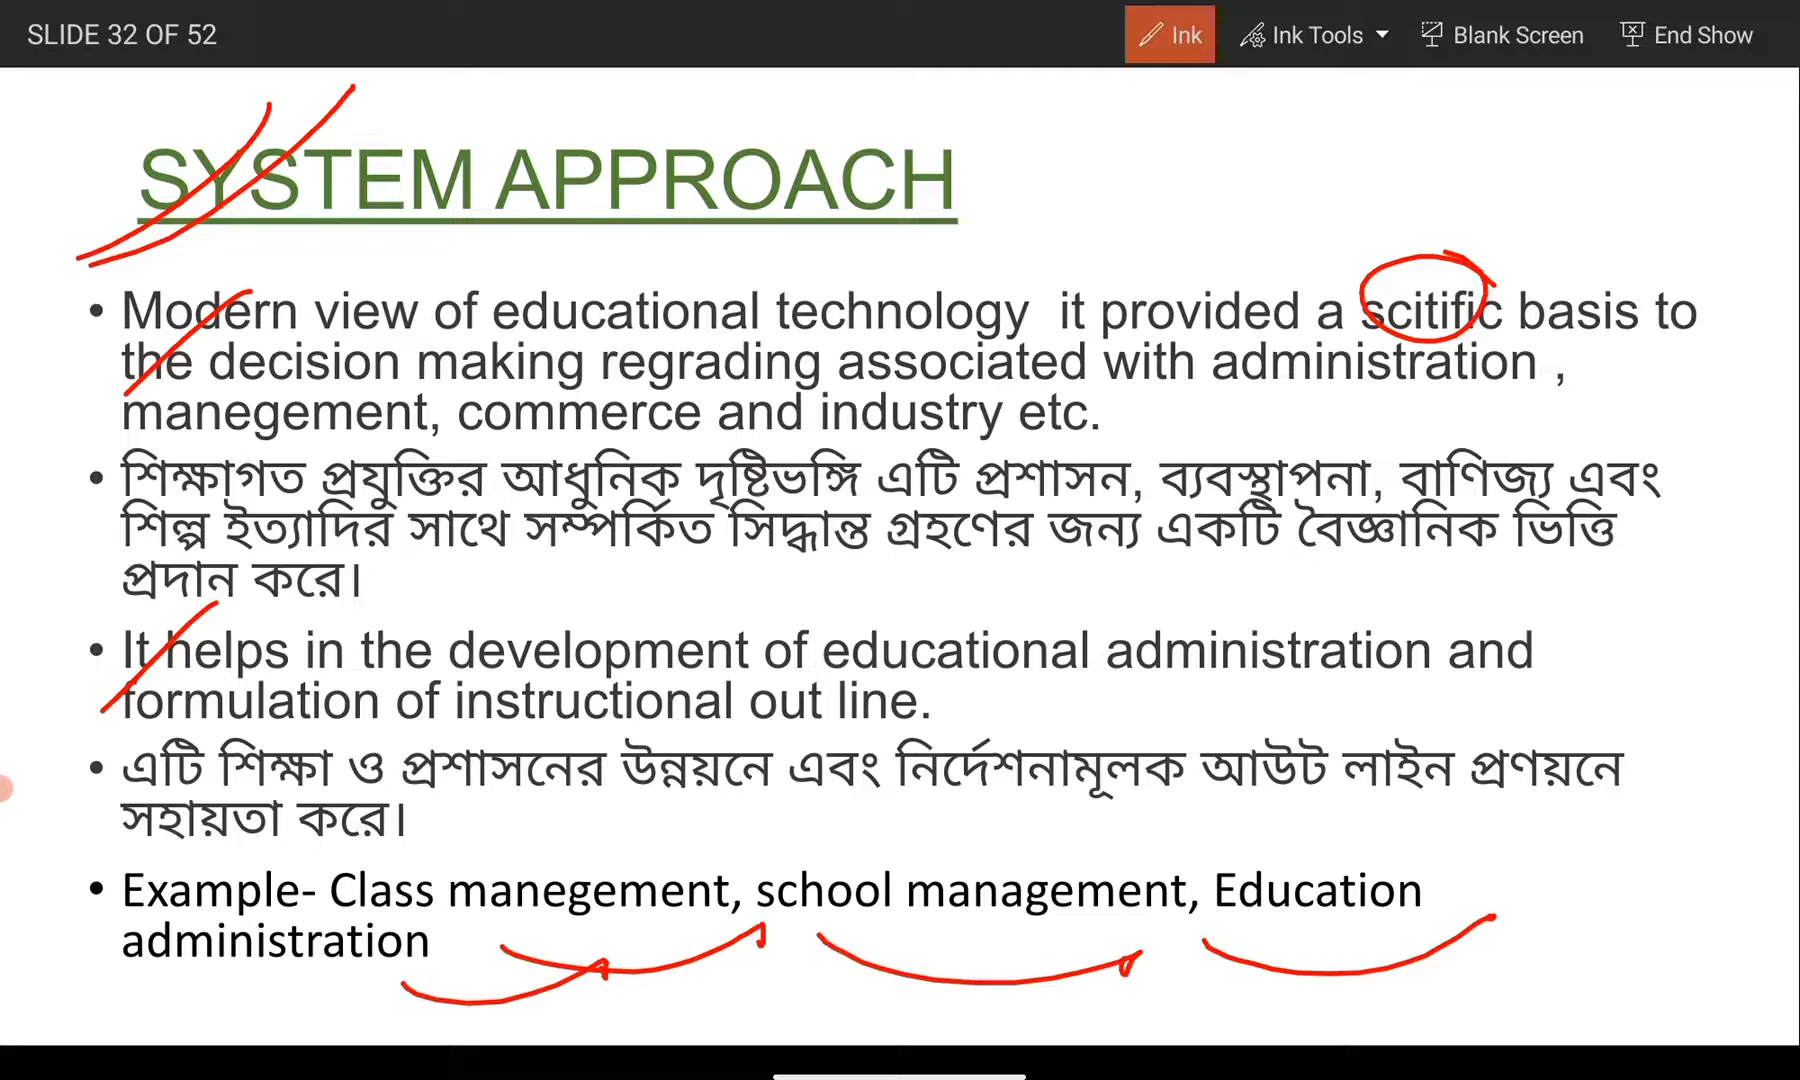 SLIDE 32 OF 52
Ink
Ink Tools
Blank Screen
End Show
SYSTEM APPROACH
• Modern view of educational technology it provided a scitific basis to
the decision making regrading associated with administration ,
manegement, commerce and industry etc.
• শিক্ষাগত প্রযুক্তির আধুনিক দৃষ্টিভঙ্গি এটি প্রশাসন, ব্যবস্থাপনা, বাণিজ্য এবং
শিল্প ইত্যাদির সাথে সম্পর্কিত সিদ্ধান্ত গ্রহণের জন্য একটি বৈজ্ঞানিক ভিত্তি
প্রদান করে।
• It helps in the development of educational administration and
formulation of instructional out line.
• এটি শিক্ষা ও প্রশাসনের উন্নয়নে এবং নির্দেশনামূলক আউট লাইন প্রণয়নে
সহায়তা করে।
• Example- Class manegement, school management, Education
administration